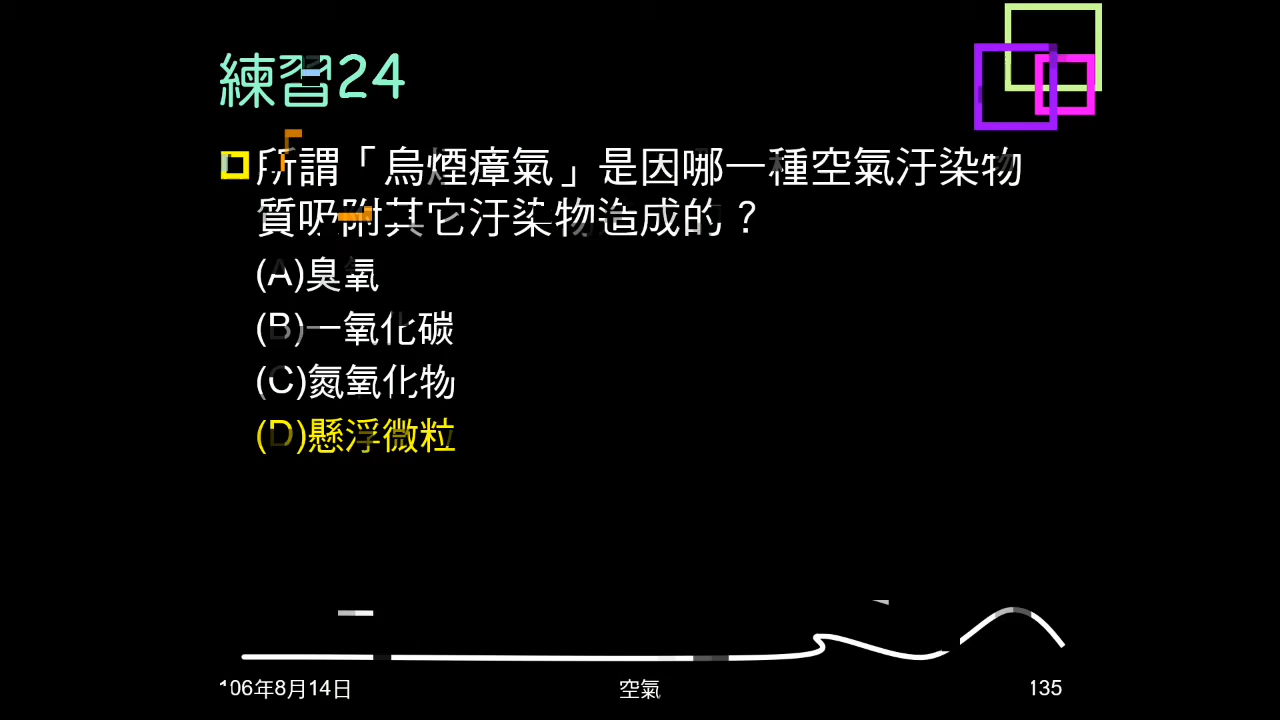 練習24
所謂「烏煙瘴氣」是因哪一種空氣汙染物
質吸附其它汙染物造成的？
(A)臭氧
(B)一氧化碳
(C)氮氧化物
(D)懸浮微粒
106年8月14日
空氣
135